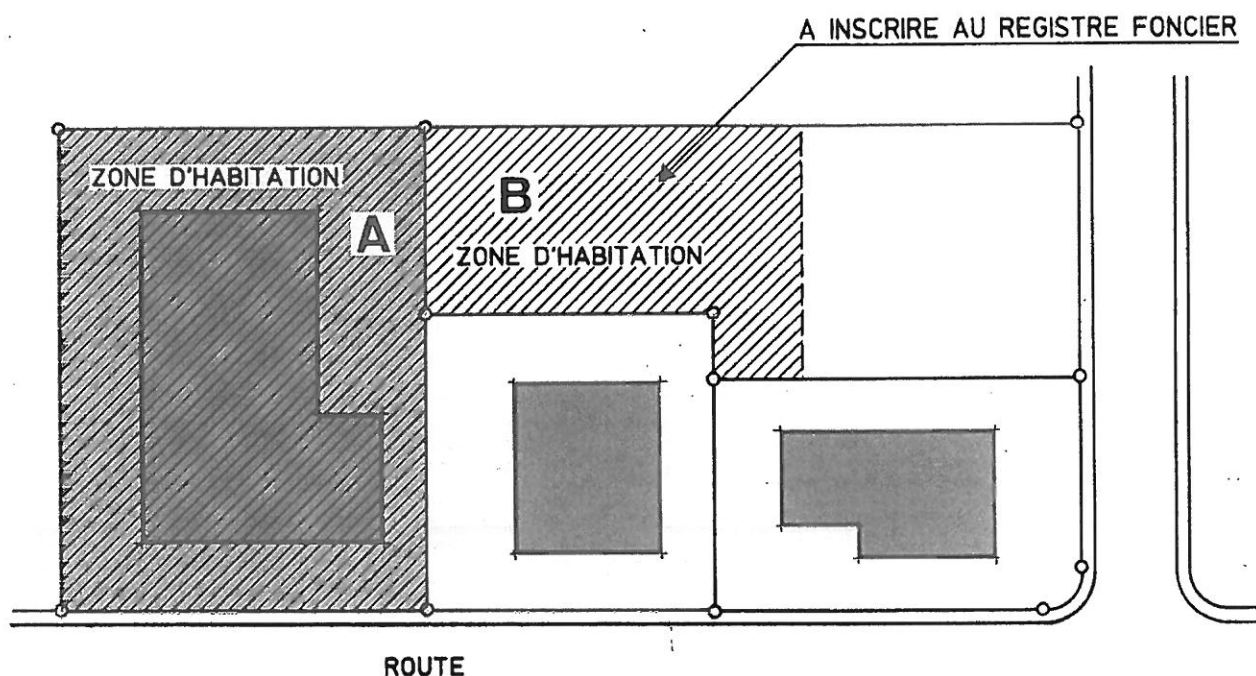 A INSCRIRE AU REGISTRE FONCIER
ZONE D'HABITATION
A
B
ZONE D'HABITATION
ROUTE